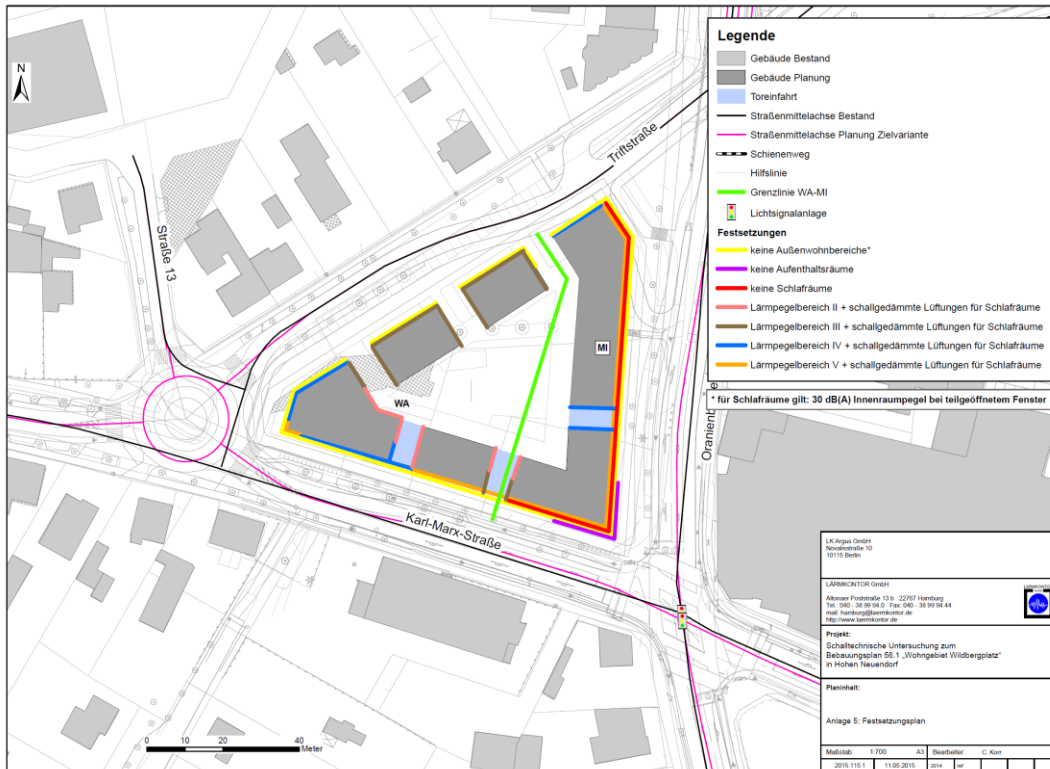 N
Straße 13
Triftstraße
WA
MI
Karl-Marx-Straße
0 10 20 40
Meter
Legende
Gebäude Bestand
Gebäude Planung
Toreinfahrt
Straßenmittelachse Bestand
Straßenmittelachse Planung Zielvariante
Schienenweg
Hilfslinie
Grenzlinie WA-MI
Lichtsignalanlage
Festsetzungen
keine Außenwohnbereiche*
keine Aufenthaltsräume
keine Schlafräume
Lärmpegelbereich II + schallgedämmte Lüftungen für Schlafräume
Lärmpegelbereich III + schallgedämmte Lüftungen für Schlafräume
Lärmpegelbereich IV + schallgedämmte Lüftungen für Schlafräume
Lärmpegelbereich V + schallgedämmte Lüftungen für Schlafräume
* für Schlafräume gilt: 30 dB(A) Innenraumpegel bei teilgeöffnetem Fenster
LK Argus GmbH
Novalisstraße 10
10115 Berlin
LÄRMKONTOR GmbH
Altonaer Poststraße 13 b 22767 Hamburg
Tel.: 040 - 38 99 94.0 Fax: 040 - 38 99 94.44
mail: hamburg@laermkontor.de
http://www.laermkontor.de
Projekt:
Schalltechnische Untersuchung zum
Bebauungsplan 56.1 „Wohngebiet Wildbergplatz"
in Hohen Neuendorf
Planinhalt:
Anlage 5: Festsetzungsplan
Maßstab: 1:700 A3 Bearbeiter: C. Korr
2015.115.1 11.05.2015 2014